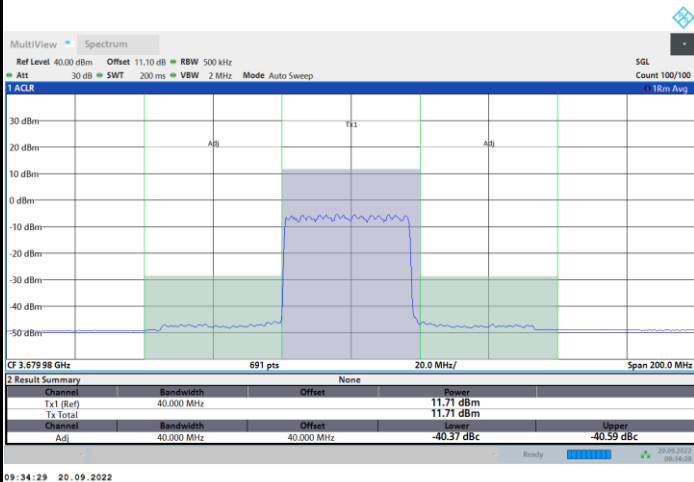 MultiView Spectrum
Ref Level 40.00 dBm Offset 11.10 dB RBW 500 kHz SGL
Att 30 dB SWT 200 ms VBW 2 MHz Mode Auto Sweep Count 100/100
1 ACLR 1Rm Avg
30 dBm
Tx1
20 dBm
Adj Adj
10 dBm
0 dBm
-10 dBm
-20 dBm
-30 dBm
-40 dBm
-50 dBm
CF 3.679 98 GHz 691 pts 20.0 MHz/ Span 200.0 MHz
2 Result Summary None
Channel Bandwidth Offset Power
Tx1 (Ref) 40.000 MHz 11.71 dBm
Tx Total 11.71 dBm
Channel Bandwidth Offset Lower Upper
Adj 40.000 MHz 40.000 MHz -40.37 dBc -40.59 dBc
Ready 20.09.2022
09:34:28
09:34:29 20.09.2022